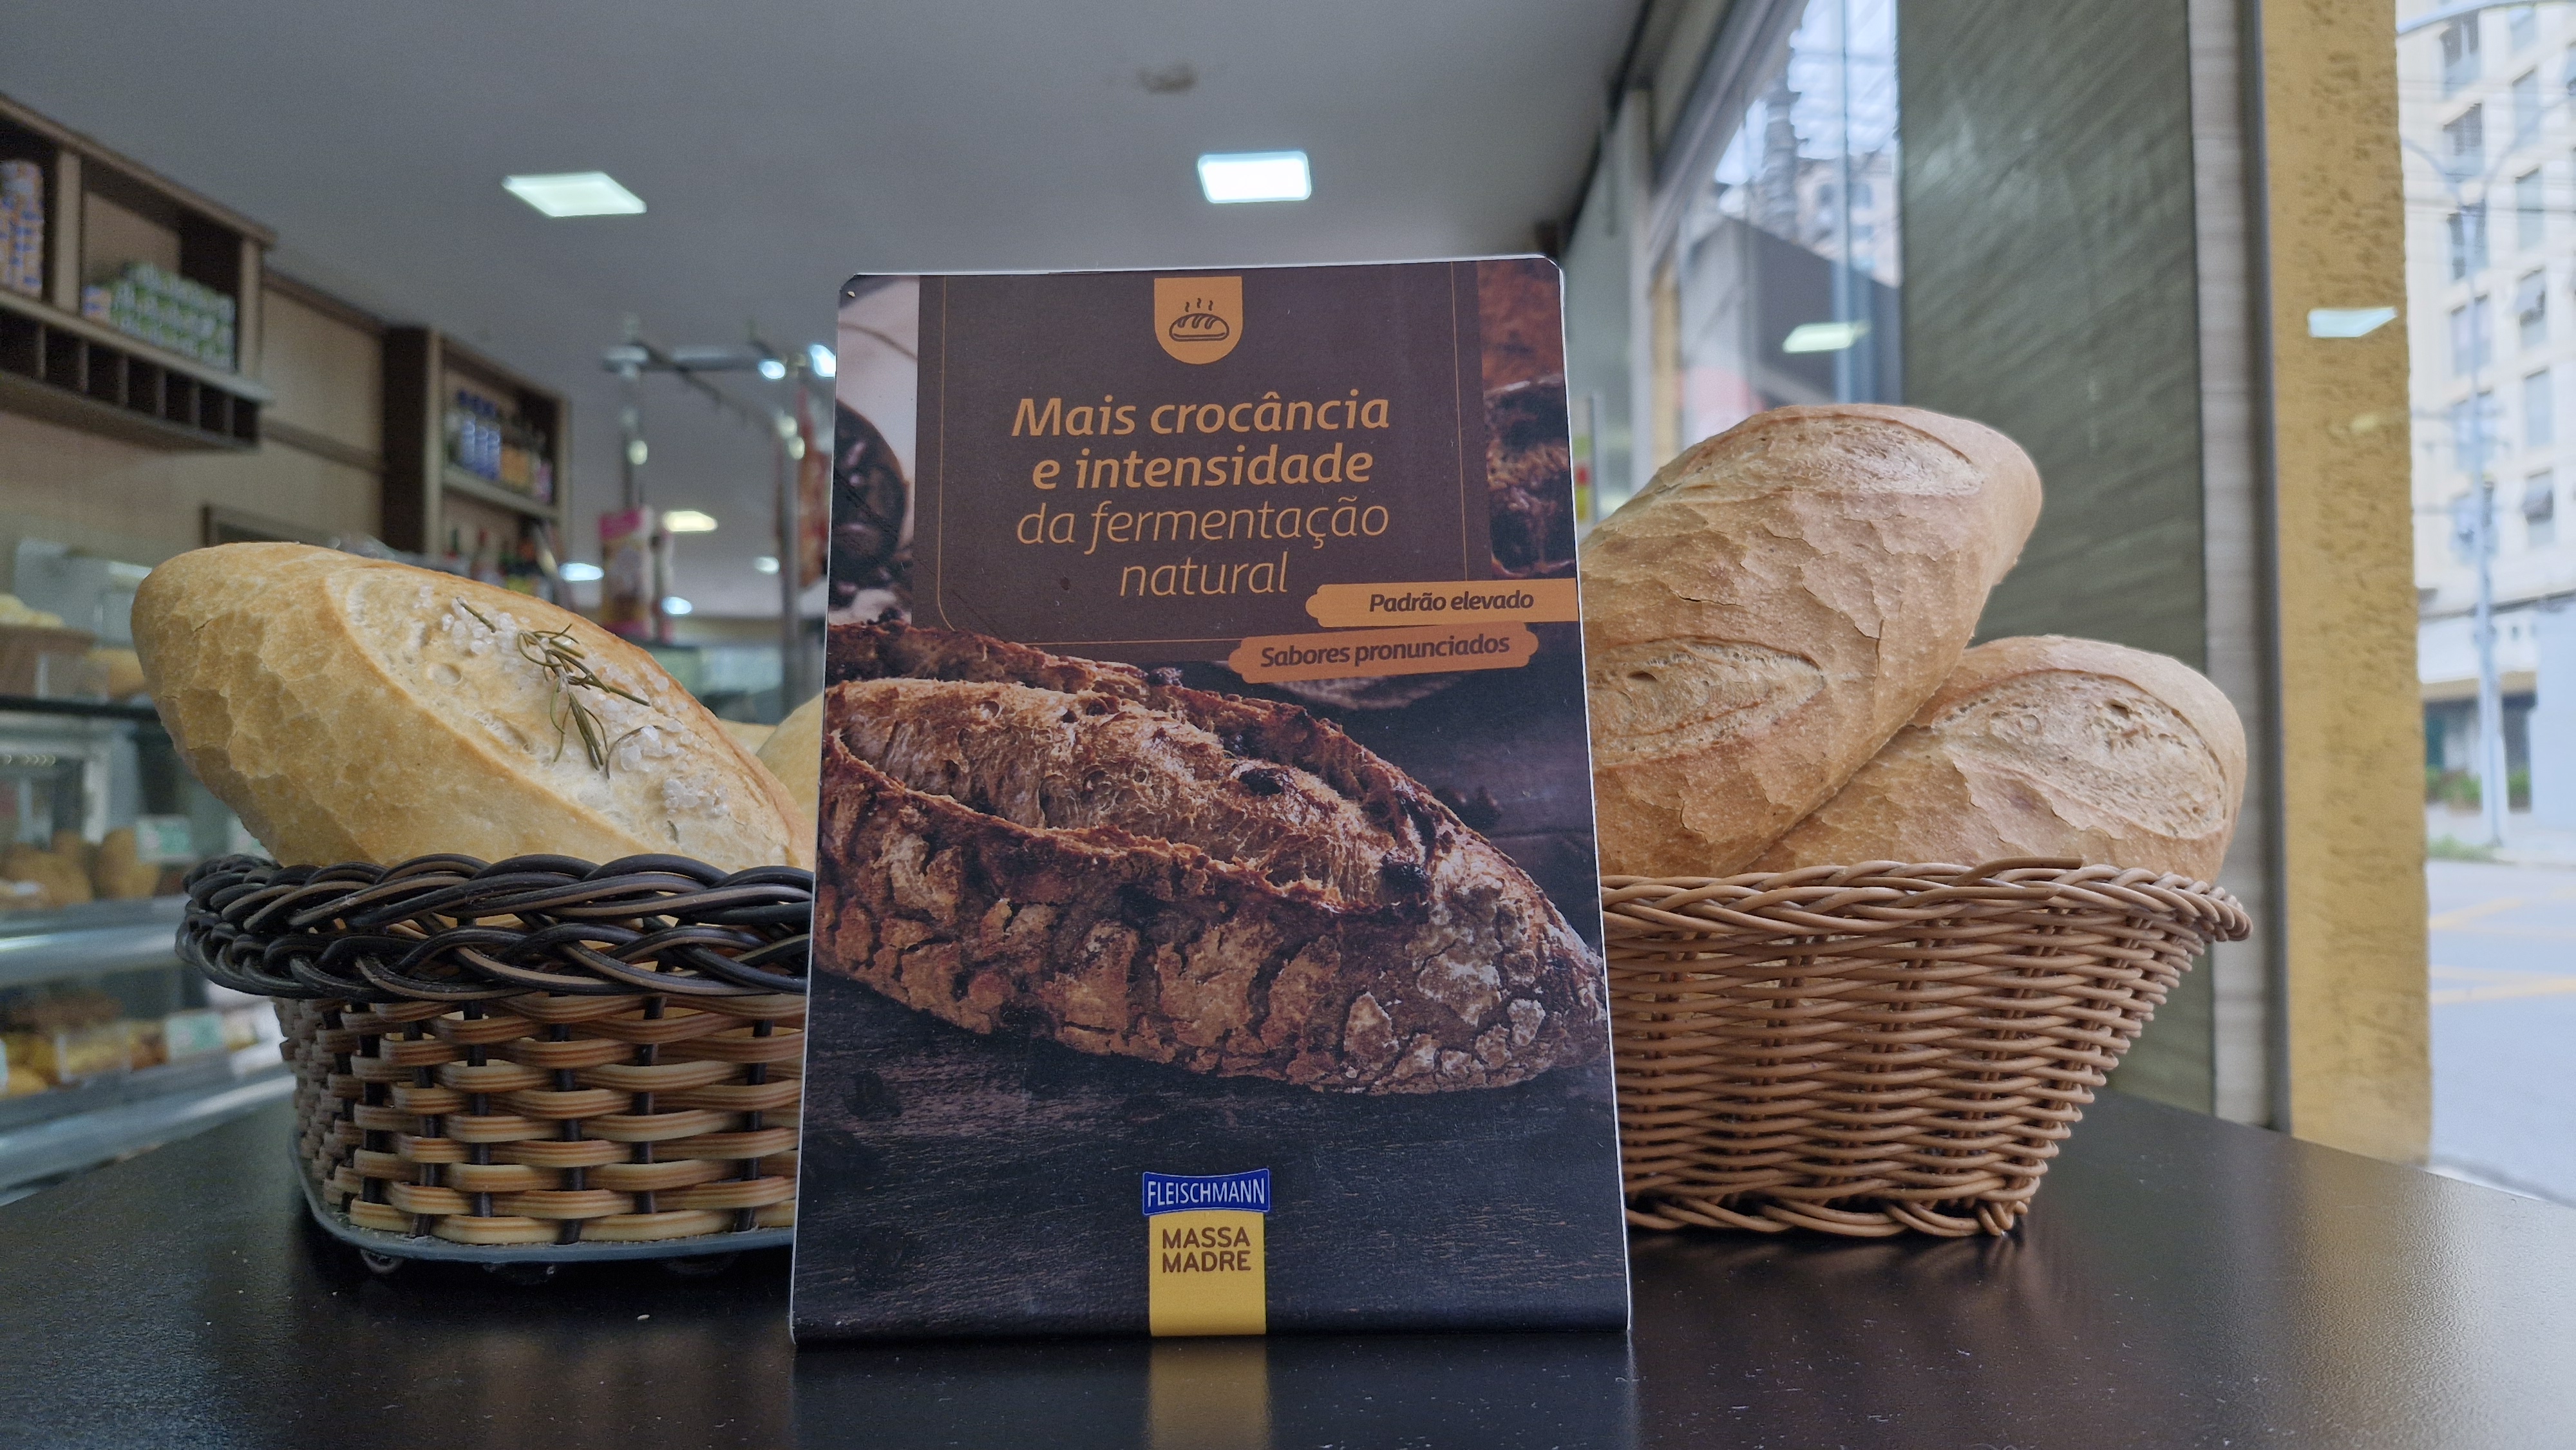 Mais crocância
e intensidade
da fermentação
natural
Padrão elevado
Sabores pronunciados
FLEISCHMANN
MASSA
MADRE